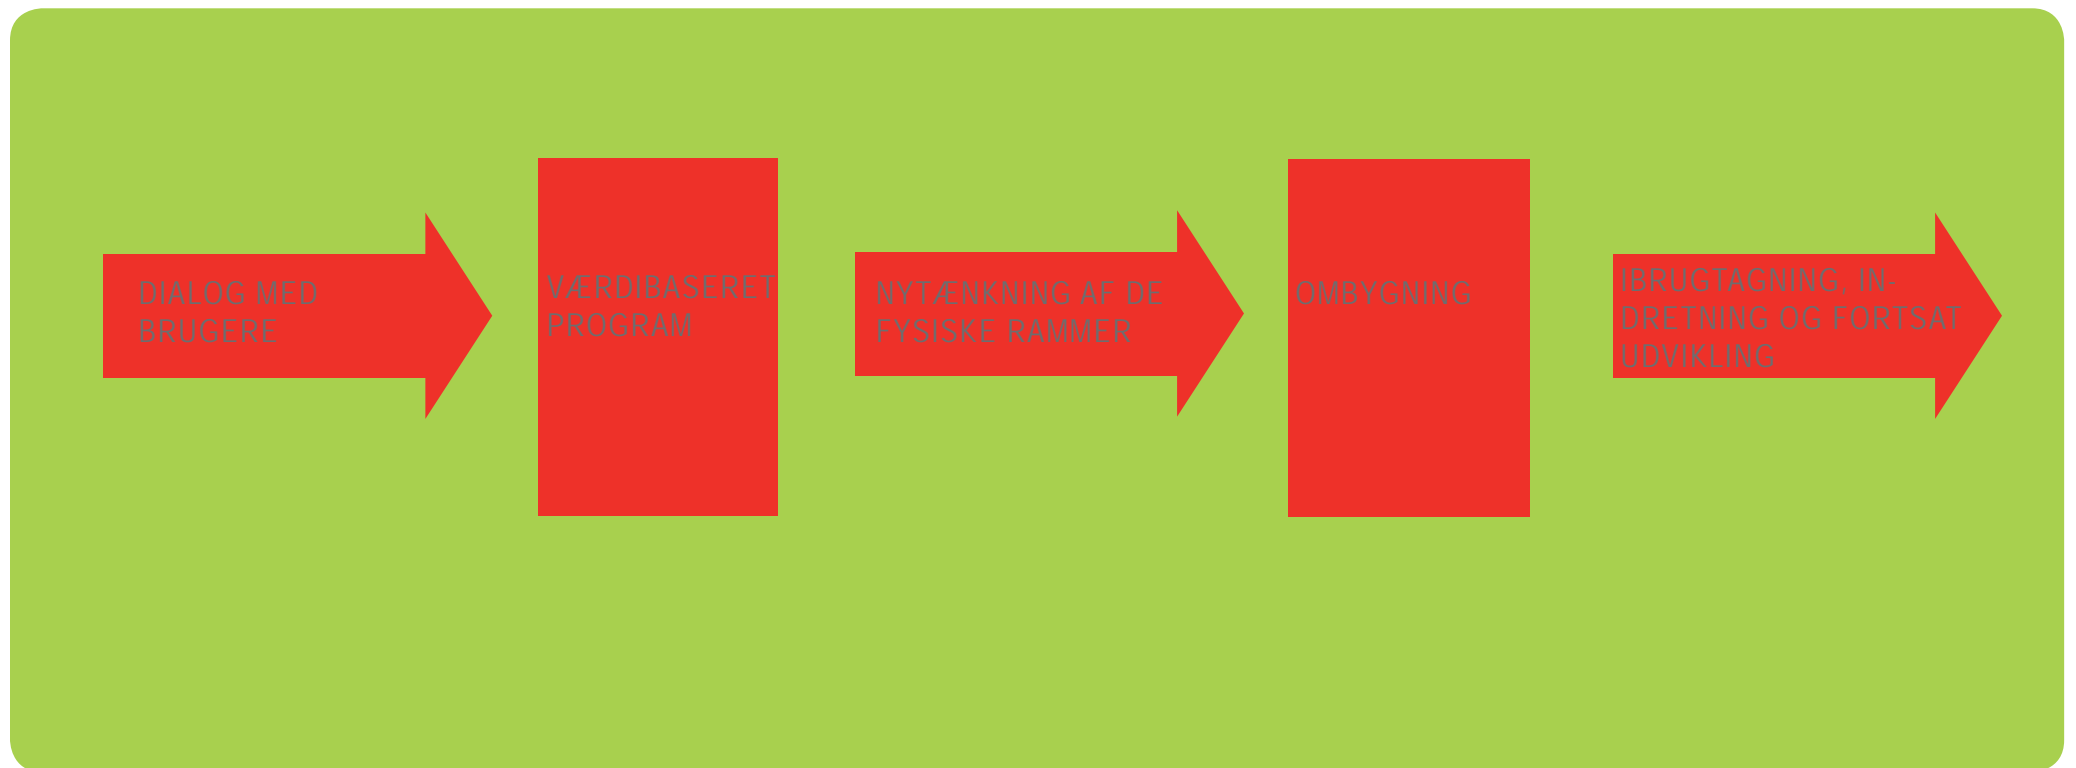 DIALOG MED
BRUGERE
VÆRDIBASERET
PROGRAM
NYTÆNKNING AF DE
FYSISKE RAMMER
OMBYGNING
IBRUGTAGNING, IN-
DRETNING OG FORTSAT
UDVIKLING